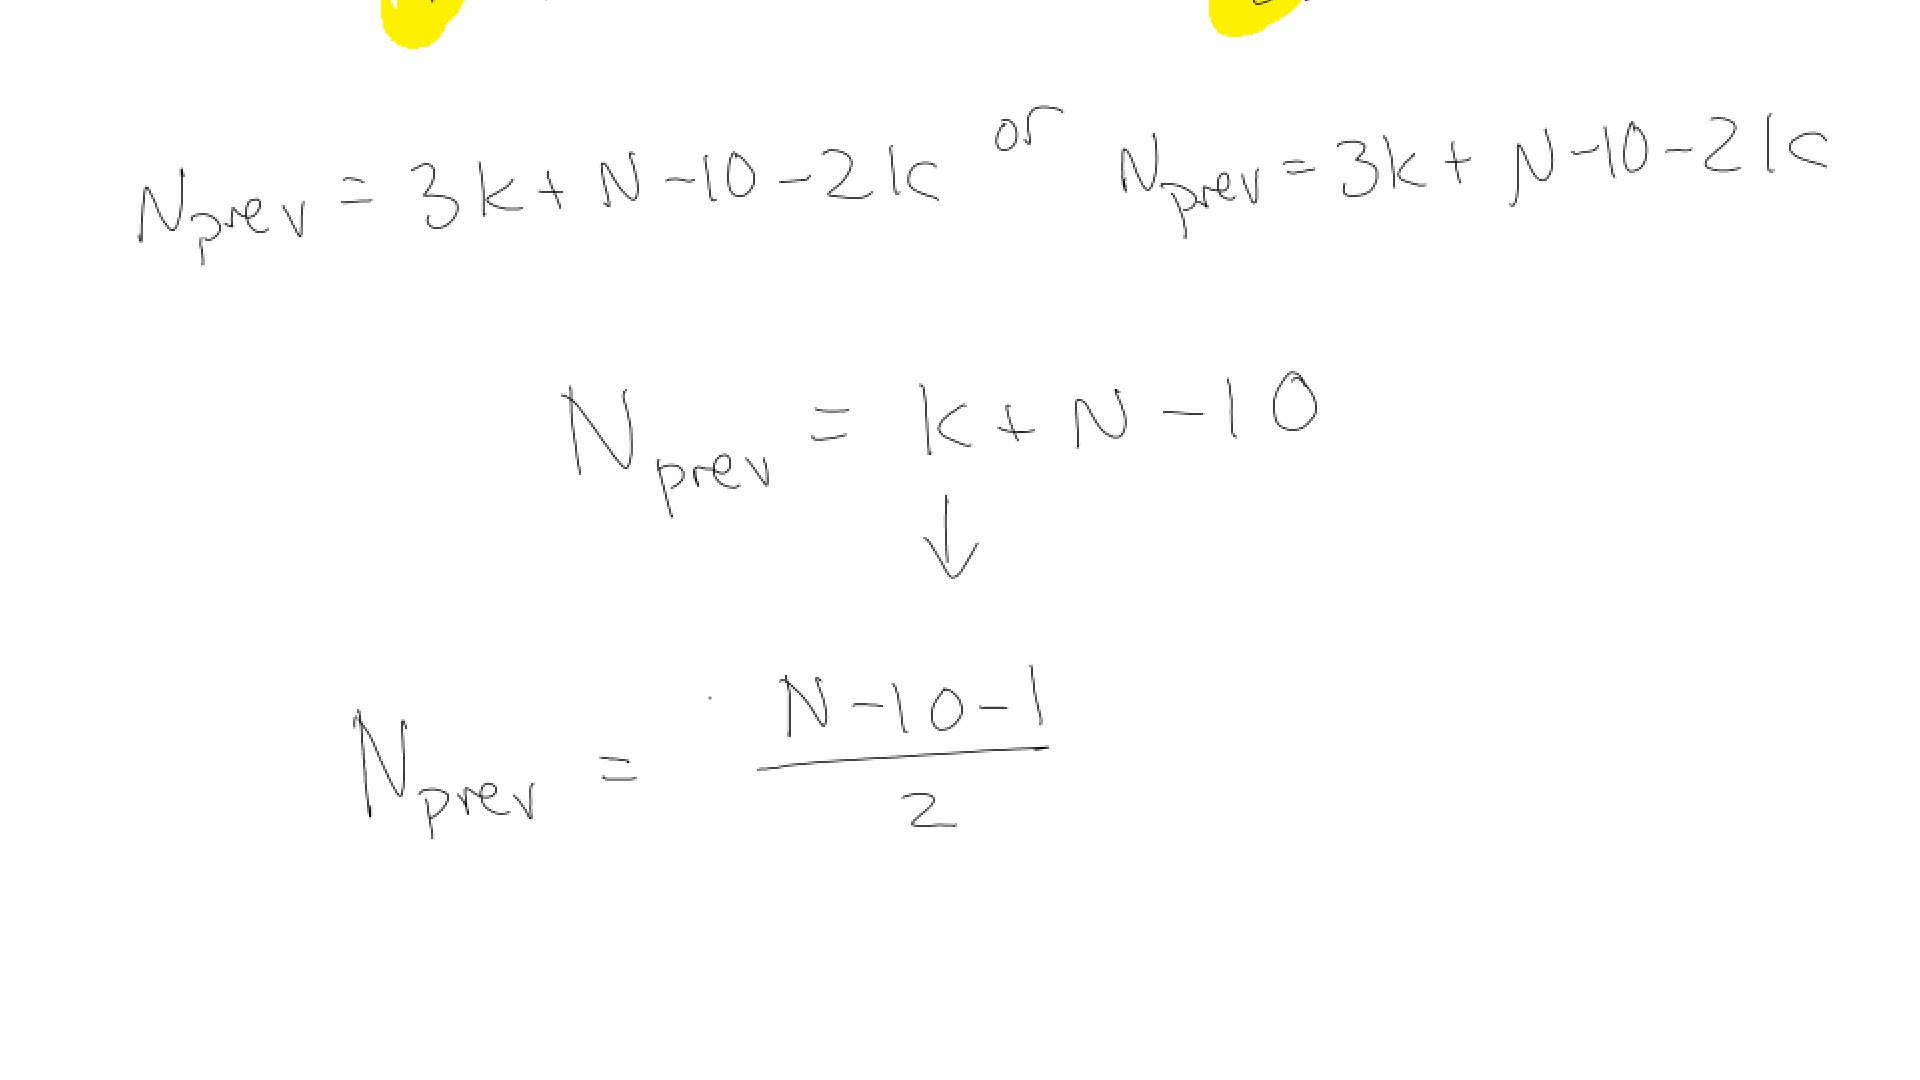 Nprev = 3k + N - 10 - 2k or Nprev = 3k + N - 10 - 2k
Nprev = k + N - 10
↓
N - 10 - 1
Nprev = ———
2